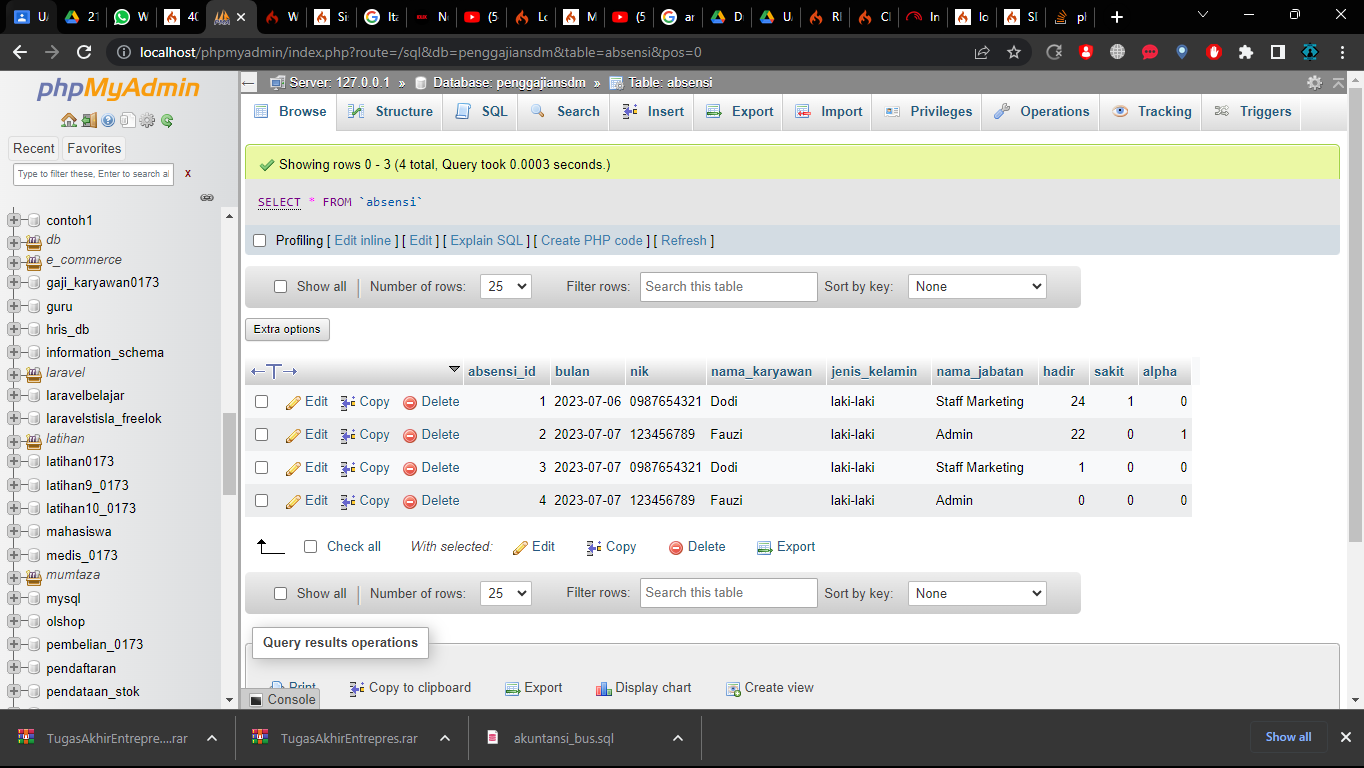 U/
21
W
40
W
Si
Ita
N
(5
Lo
M
(5
ar
D
U/
RI
Cl
In
lo
SI
pl
localhost/phpmyadmin/index.php?route=/sql&db=penggajiansdm&table=absensi&pos=0
phpMyAdmin
Recent Favorites
Type to filter these, Enter to search al X
contoh1
db
e_commerce
gaji_karyawan0173
guru
hris_db
information_schema
laravel
laravelbelajar
laravelstisla_freelok
latihan
latihan0173
latihan9_0173
latihan10_0173
mahasiswa
medis_0173
mumtaza
mysql
olshop
pembelian_0173
pendaftaran
pendataan_stok
Server: 127.0.0.1 » Database: penggajiansdm » Table: absensi
Browse Structure SQL Search Insert Export Import Privileges Operations Tracking Triggers
Showing rows 0 - 3 (4 total, Query took 0.0003 seconds.)
SELECT * FROM `absensi`
Profiling [ Edit inline ] [ Edit ] [ Explain SQL ] [ Create PHP code ] [ Refresh ]
Show all Number of rows: 25 Filter rows: Search this table Sort by key: None
Extra options
←T→ absensi_id bulan nik nama_karyawan jenis_kelamin nama_jabatan hadir sakit alpha
Edit Copy Delete 1 2023-07-06 0987654321 Dodi laki-laki Staff Marketing 24 1 0
Edit Copy Delete 2 2023-07-07 123456789 Fauzi laki-laki Admin 22 0 1
Edit Copy Delete 3 2023-07-07 0987654321 Dodi laki-laki Staff Marketing 1 0 0
Edit Copy Delete 4 2023-07-07 123456789 Fauzi laki-laki Admin 0 0 0
Check all With selected: Edit Copy Delete Export
Show all Number of rows: 25 Filter rows: Search this table Sort by key: None
Query results operations
Print Copy to clipboard Export Display chart Create view
Console
TugasAkhirEntrepre....rar TugasAkhirEntrepres.rar akuntansi_bus.sql Show all